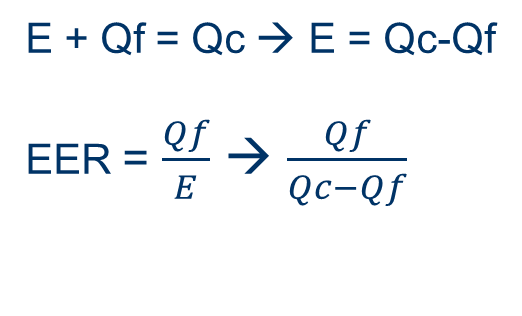 E + Qf = Qc → E = Qc-Qf
EER = Qf/E → Qf/(Qc−Qf)